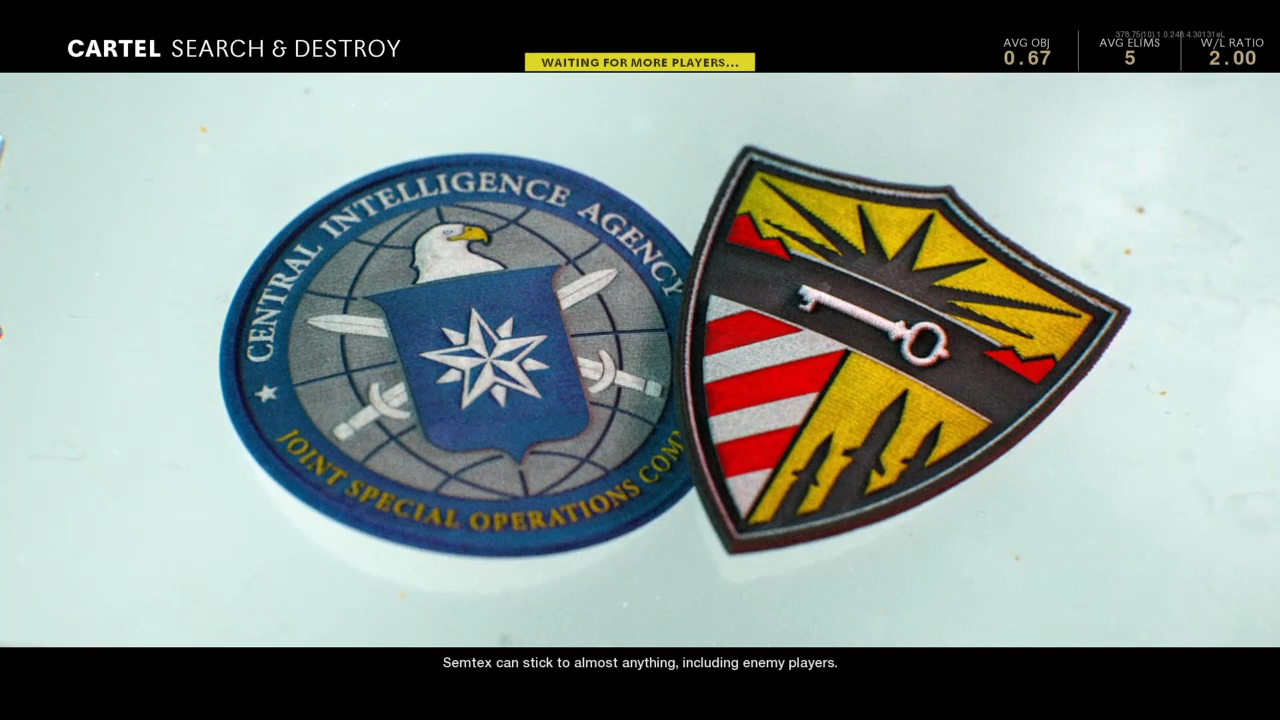 CARTEL SEARCH & DESTROY
WAITING FOR MORE PLAYERS...
AVG OBJ
0.67
AVG ELIMS
5
W/L RATIO
2.00
CENTRAL INTELLIGENCE AGENCY
JOINT SPECIAL OPERATIONS COM
Semtex can stick to almost anything, including enemy players.